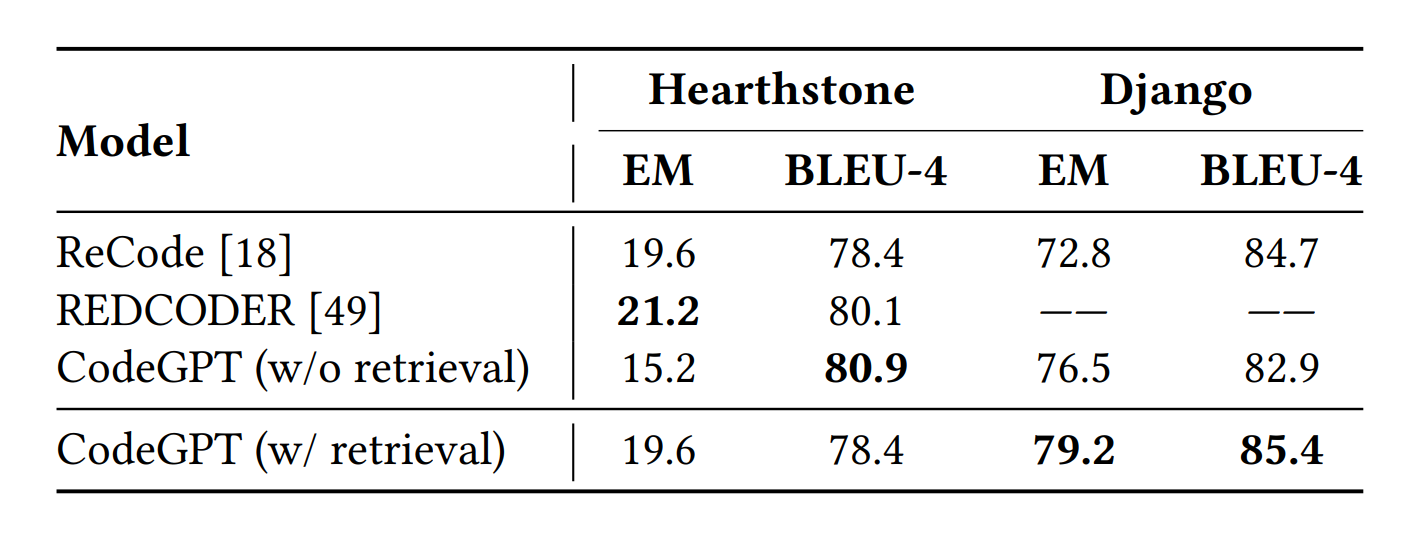 Model Hearthstone Django
EM BLEU-4 EM BLEU-4
ReCode [18] 19.6 78.4 72.8 84.7
REDCODER [49] 21.2 80.1 —— ——
CodeGPT (w/o retrieval) 15.2 80.9 76.5 82.9
CodeGPT (w/ retrieval) 19.6 78.4 79.2 85.4